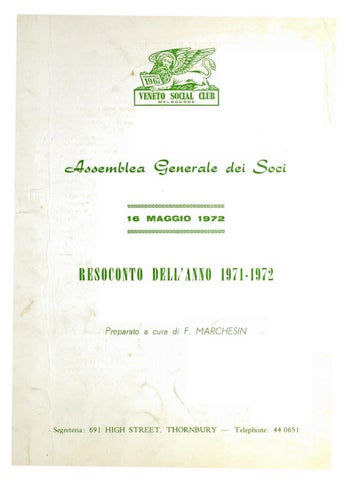 1967
VENETO SOCIAL CLUB
MELBOURNE
Assemblea Generale dei Soci
16 MAGGIO 1972
RESOCONTO DELL'ANNO 1971-1972
Preparato a cura di F. MARCHESIN
Segreteria: 691 HIGH STREET, THORNBURY — Telephone: 44 0651